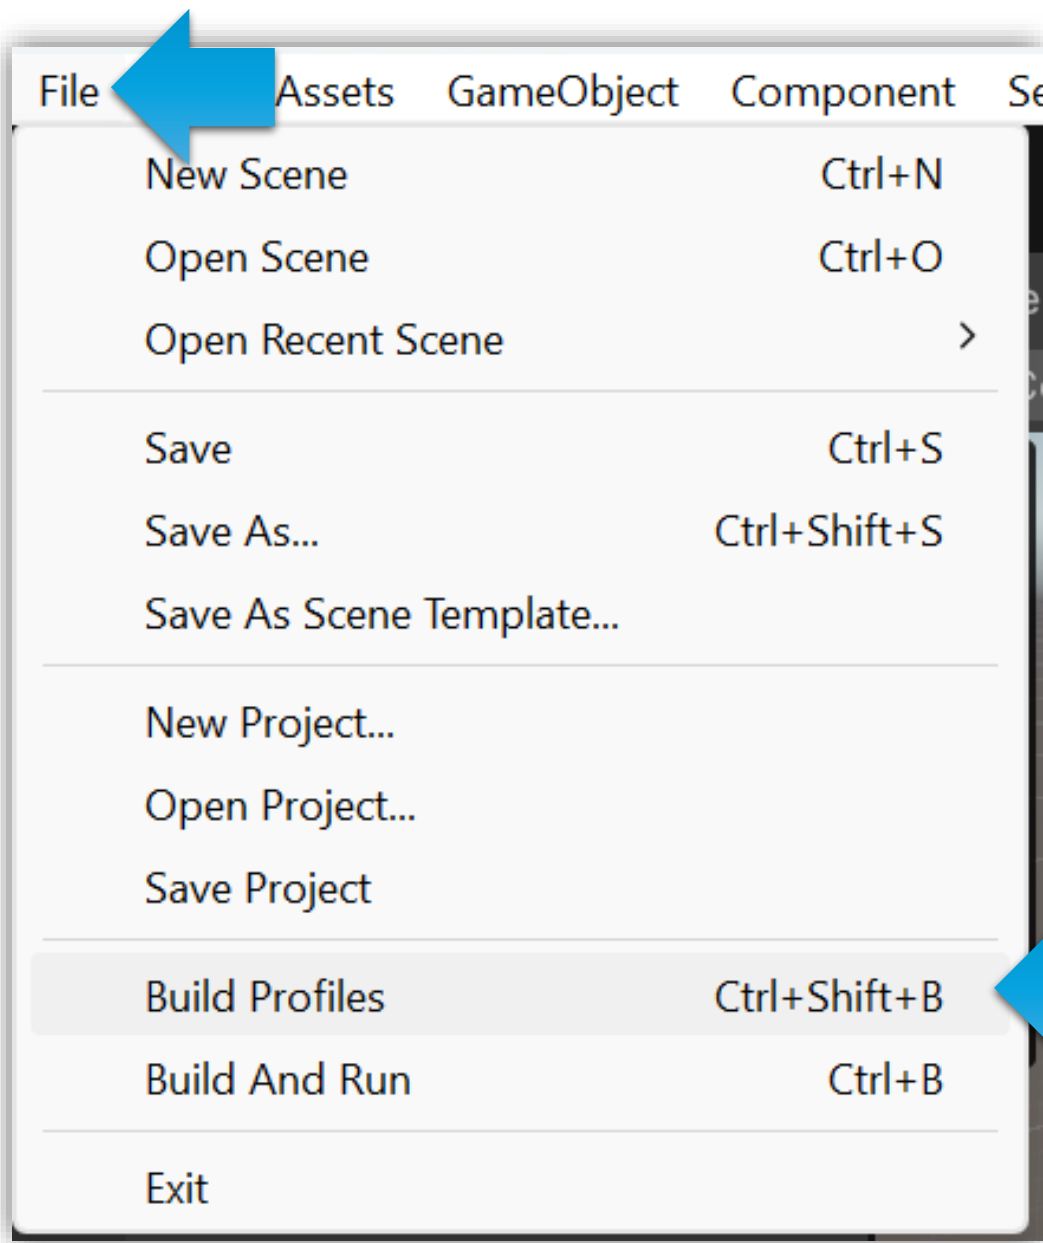 File Assets GameObject Component Se
New Scene Ctrl+N
Open Scene Ctrl+O
Open Recent Scene >
Save Ctrl+S
Save As... Ctrl+Shift+S
Save As Scene Template...
New Project...
Open Project...
Save Project
Build Profiles Ctrl+Shift+B
Build And Run Ctrl+B
Exit